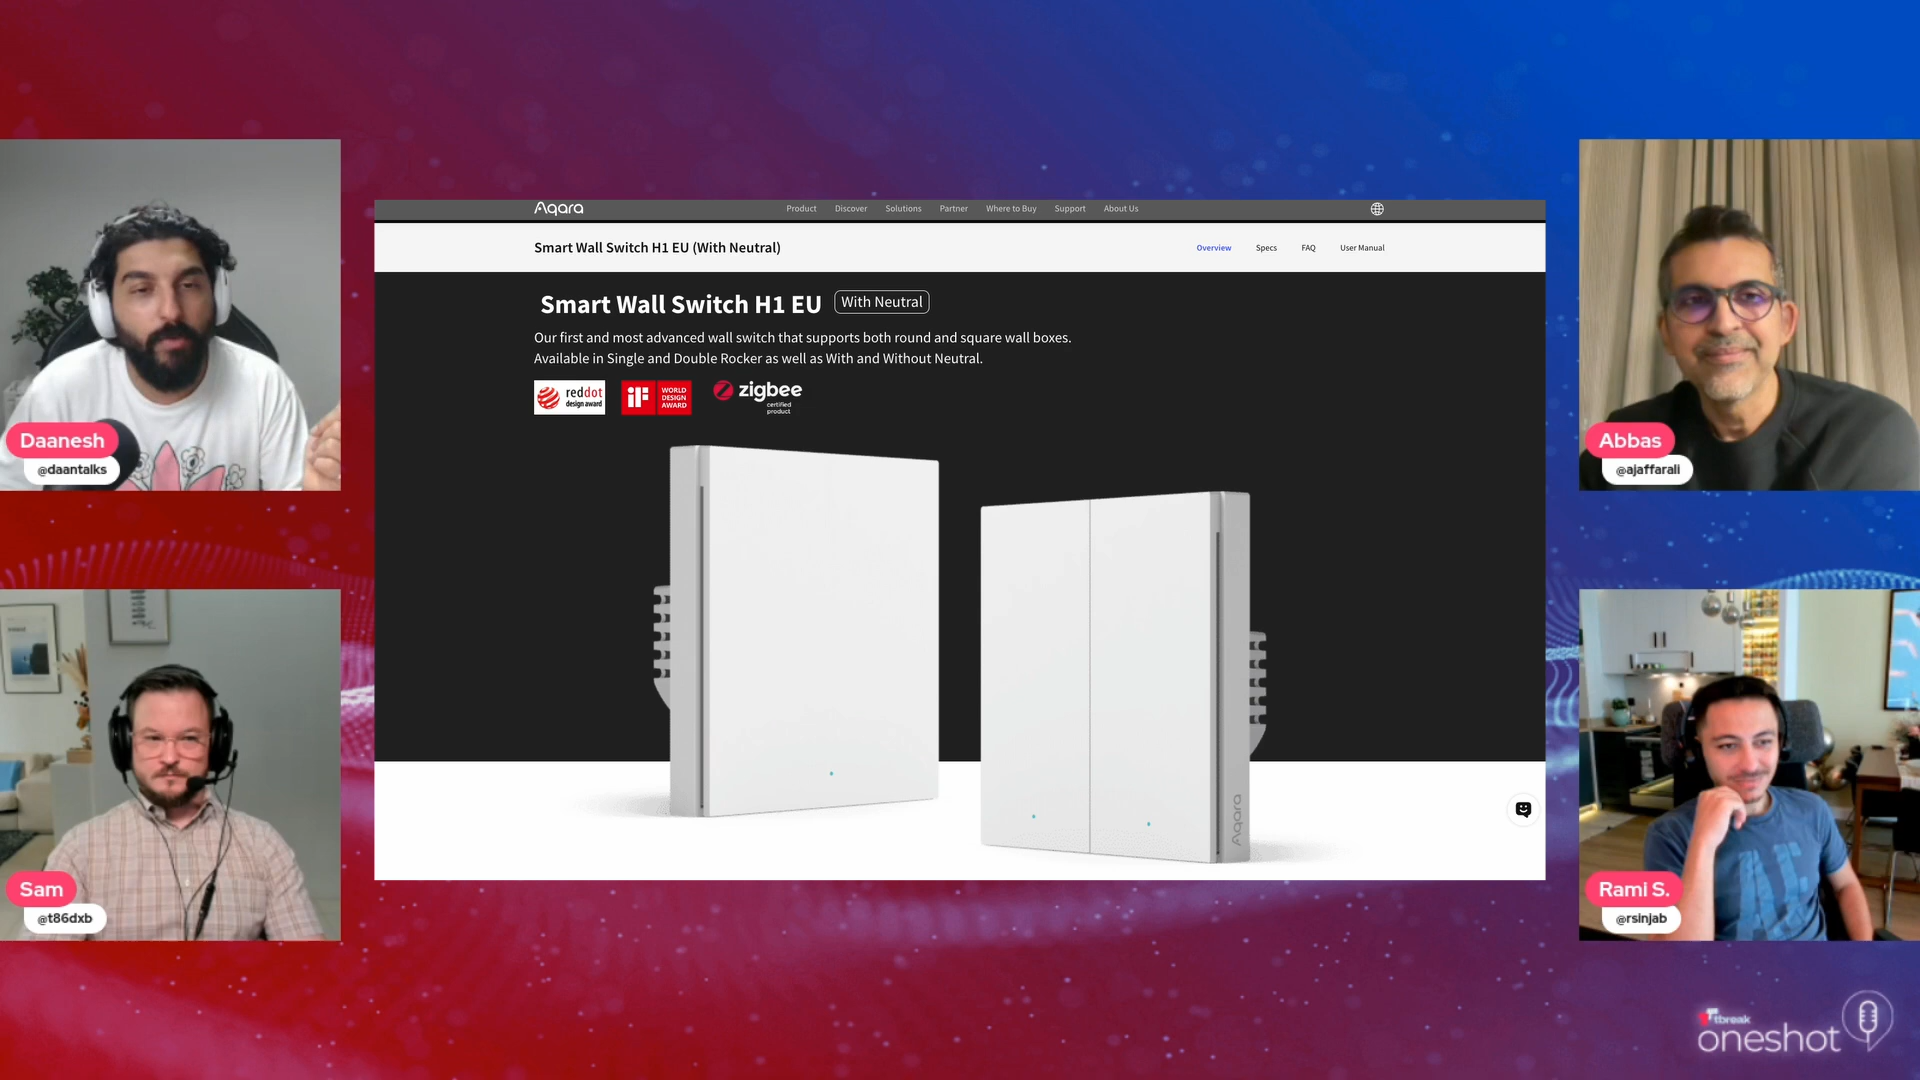 Aqara
Product Discover Solutions Partner Where to Buy Support About Us
Smart Wall Switch H1 EU (With Neutral)
Overview Specs FAQ User Manual
Smart Wall Switch H1 EU With Neutral
Our first and most advanced wall switch that supports both round and square wall boxes.
Available in Single and Double Rocker as well as With and Without Neutral.
reddot
design award
iF
WORLD
DESIGN
AWARD
zigbee
certified
product
Aqara
Daanesh
@daantalks
Abbas
@ajaffarali
Sam
@t86dxb
Rami S.
@rsinjab
tbreak
oneshot